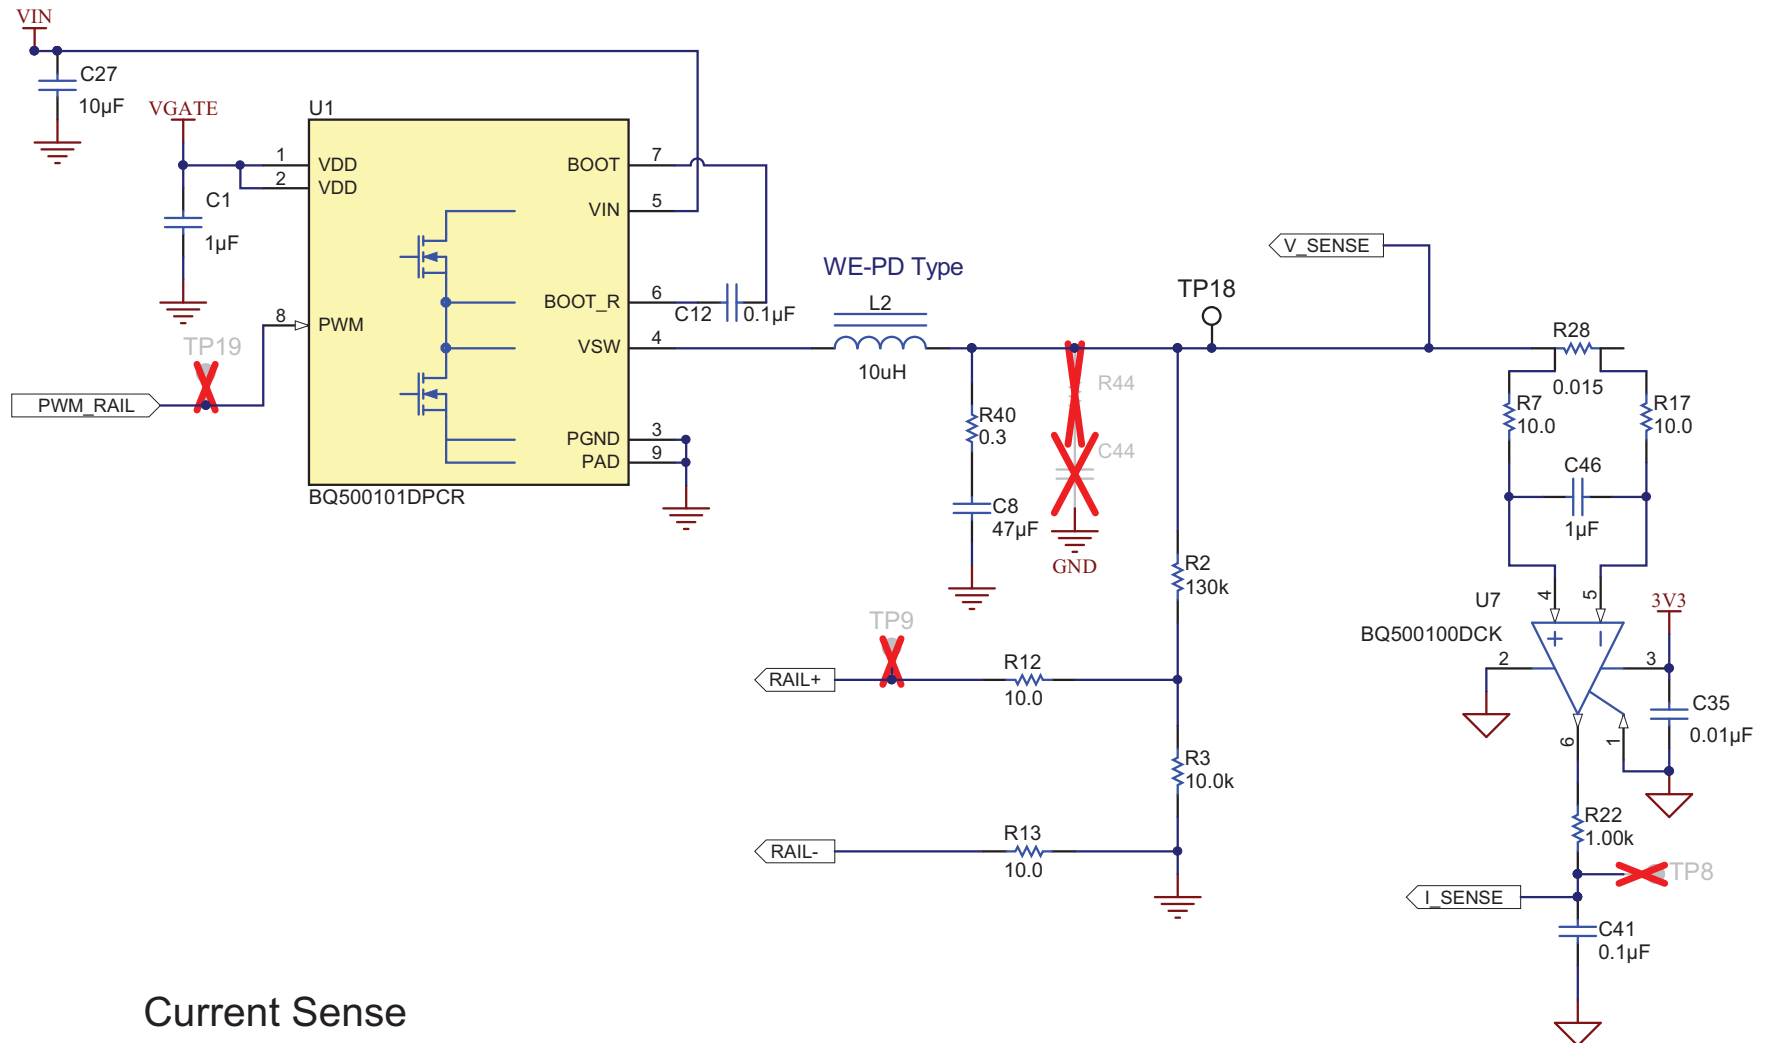 VIN
C27
10µF
VGATE
U1
1
VDD
2
VDD
BOOT
7
VIN
5
C1
1µF
BOOT_R
6
C12
0.1µF
VSW
4
8
PWM
TP19
PWM_RAIL
PGND
3
PAD
9
BQ500101DPCR
WE-PD Type
L2
10uH
V_SENSE
TP18
R28
0.015
R44
R40
0.3
C44
R7
10.0
R17
10.0
C46
1µF
C8
47µF
GND
R2
130k
4
5
U7
BQ500100DCK
3V3
TP9
2
3
RAIL+
R12
10.0
C35
0.01µF
6
1
R3
10.0k
R22
1.00k
RAIL-
R13
10.0
TP8
I_SENSE
C41
0.1µF
Current Sense